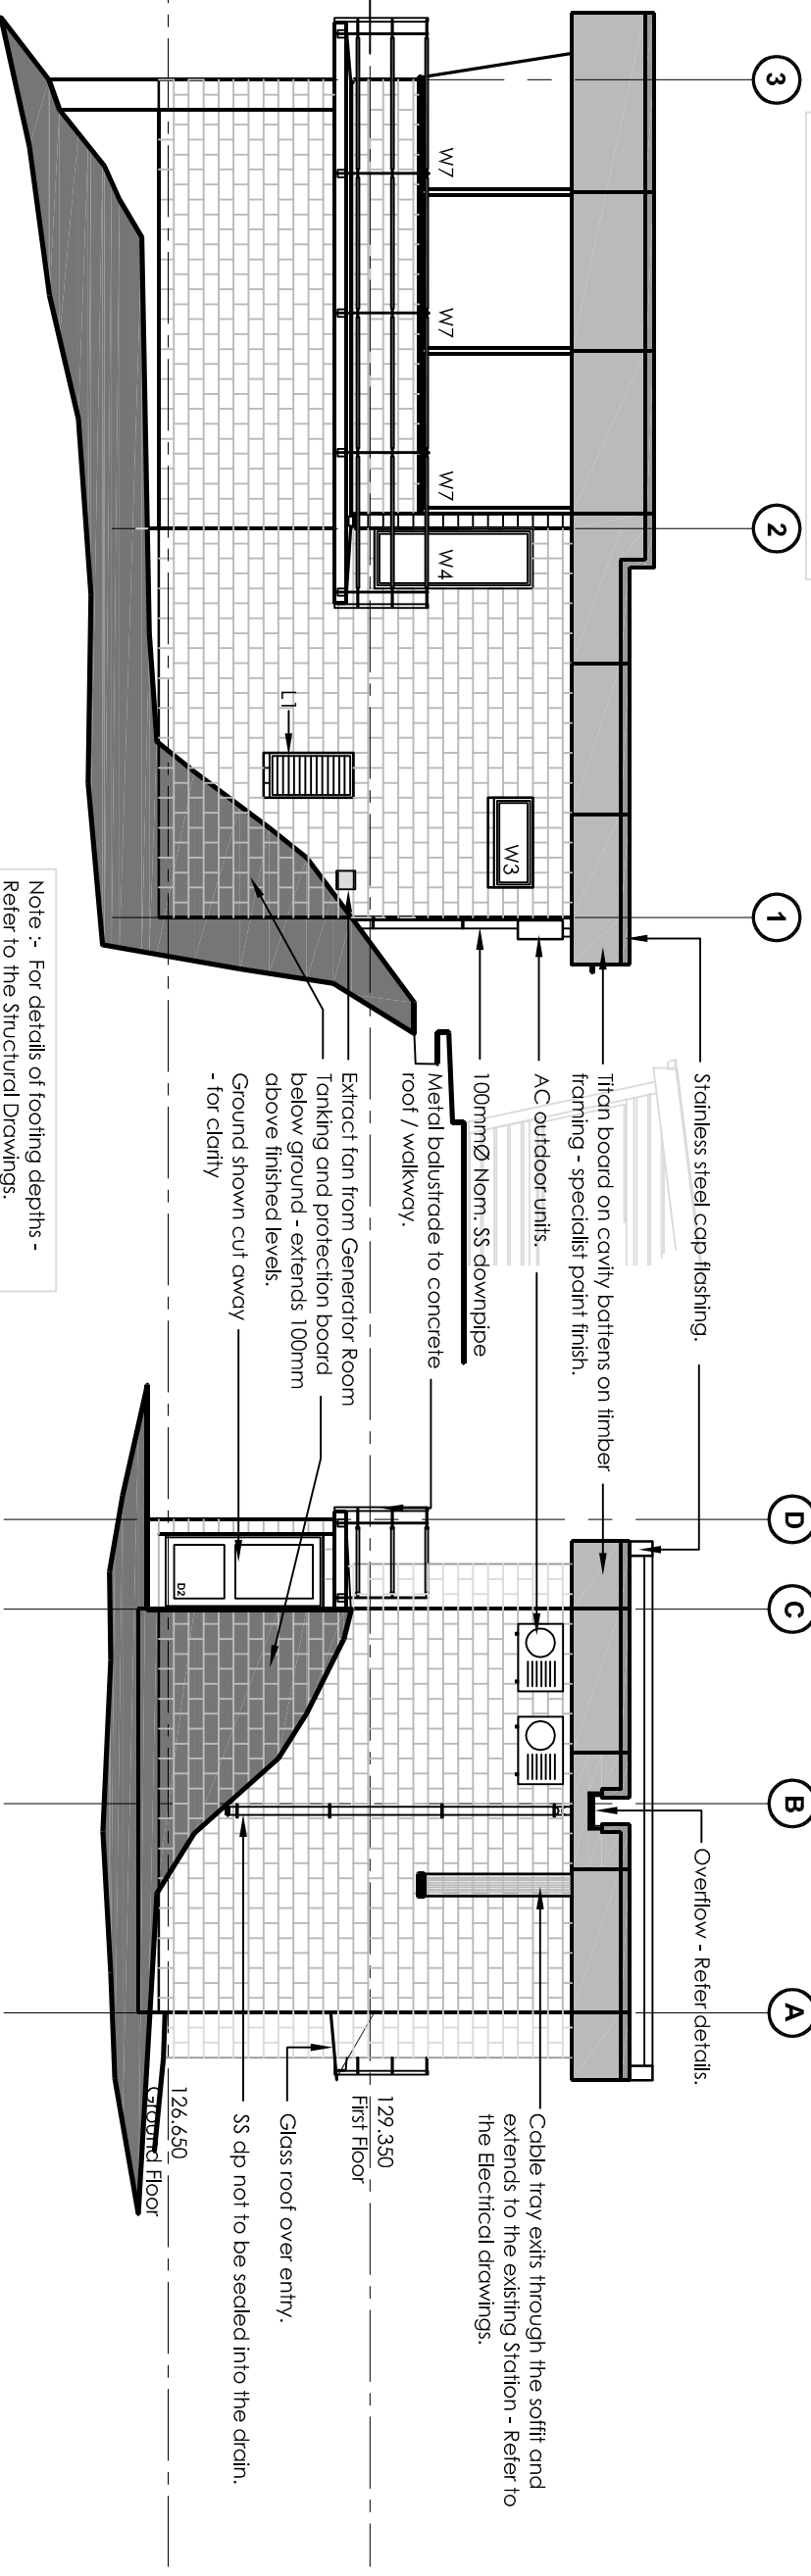 3
2
1
D
C
B
A
W7
W7
W7
W4
W3
L1
D2
Stainless steel cap flashing.
Titan board on cavity battens on timber
framing - specialist paint finish.
AC outdoor units.
100mmØ Nom. SS downpipe
Metal balustrade to concrete
roof / walkway.
Extract fan from Generator Room
Tanking and protection board
below ground - extends 100mm
above finished levels.
Ground shown cut away
- for clarity
Note :- For details of footing depths -
Refer to the Structural Drawings.
Overflow - Refer details.
Cable tray exits through the soffit and
extends to the existing Station - Refer to
the Electrical drawings.
129.350
First Floor
Glass roof over entry.
SS dp not to be sealed into the drain.
126.650
Ground Floor